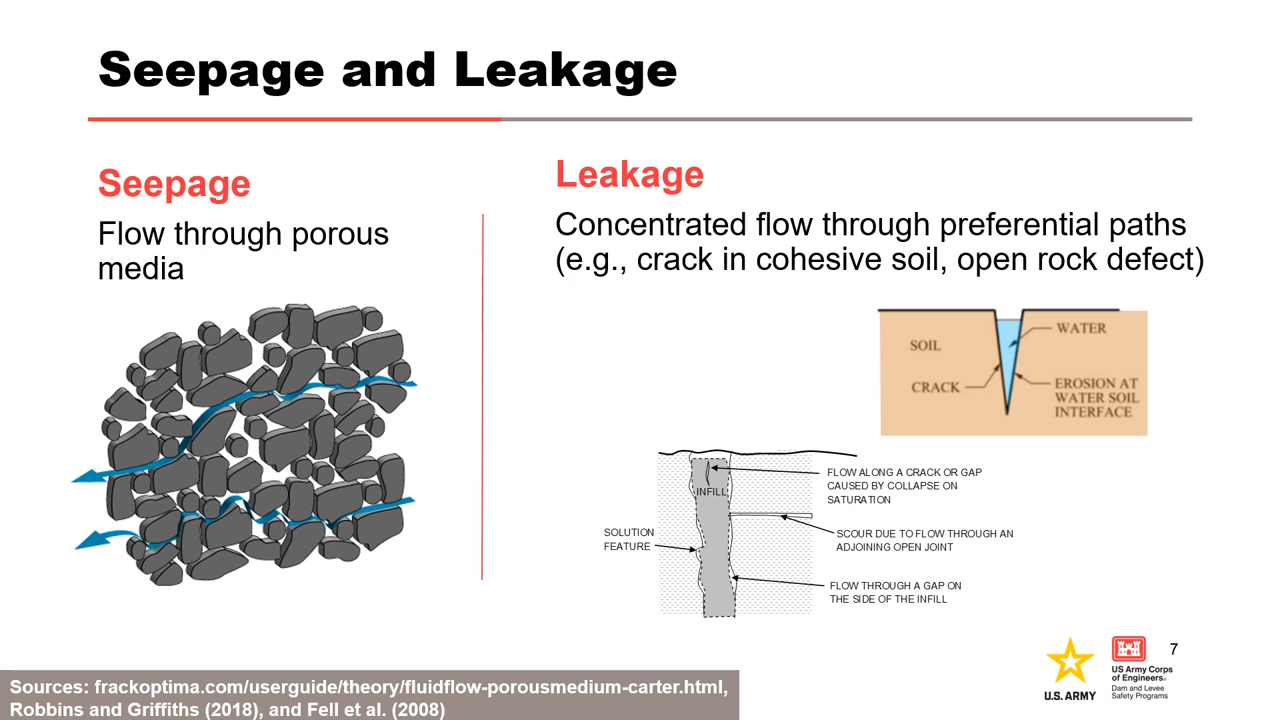 Seepage and Leakage
Seepage
Flow through porous
media
Leakage
Concentrated flow through preferential paths
(e.g., crack in cohesive soil, open rock defect)
SOIL
WATER
CRACK
EROSION AT
WATER SOIL
INTERFACE
INFILL
FLOW ALONG A CRACK OR GAP
CAUSED BY COLLAPSE ON
SATURATION
SOLUTION
FEATURE
SCOUR DUE TO FLOW THROUGH AN
ADJOINING OPEN JOINT
FLOW THROUGH A GAP ON
THE SIDE OF THE INFILL
U.S. ARMY
US Army Corps
of Engineers®
Dam and Levee
Safety Programs
7
Sources: frackoptima.com/userguide/theory/fluidflow-porousmedium-carter.html,
Robbins and Griffiths (2018), and Fell et al. (2008)